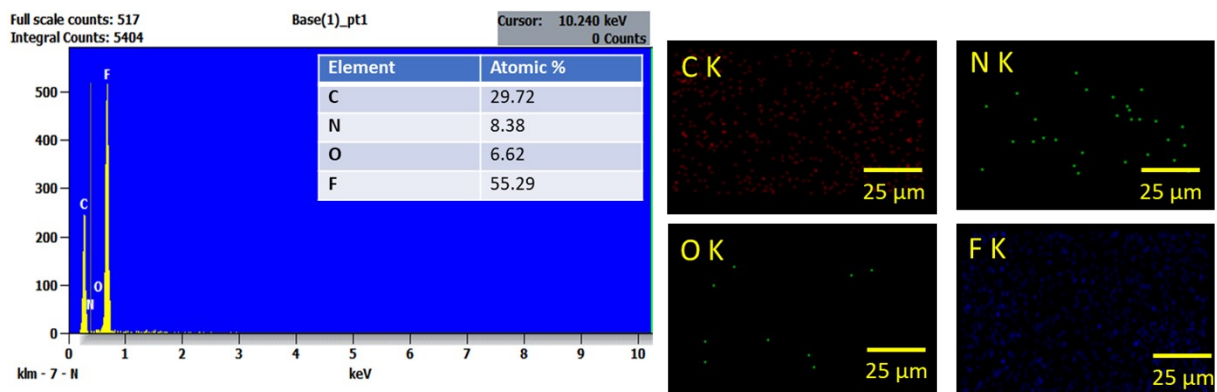 Full scale counts: 517
Base(1)_pt1
Cursor: 10.240 keV
Integral Counts: 5404
0 Counts
Element Atomic %
C 29.72
N 8.38
O 6.62
F 55.29
500
400
300
200
100
0
F
C
O
N
0 1 2 3 4 5 6 7 8 9 10
klm - 7 - N
keV
C K
25 µm
N K
25 µm
O K
25 µm
F K
25 µm